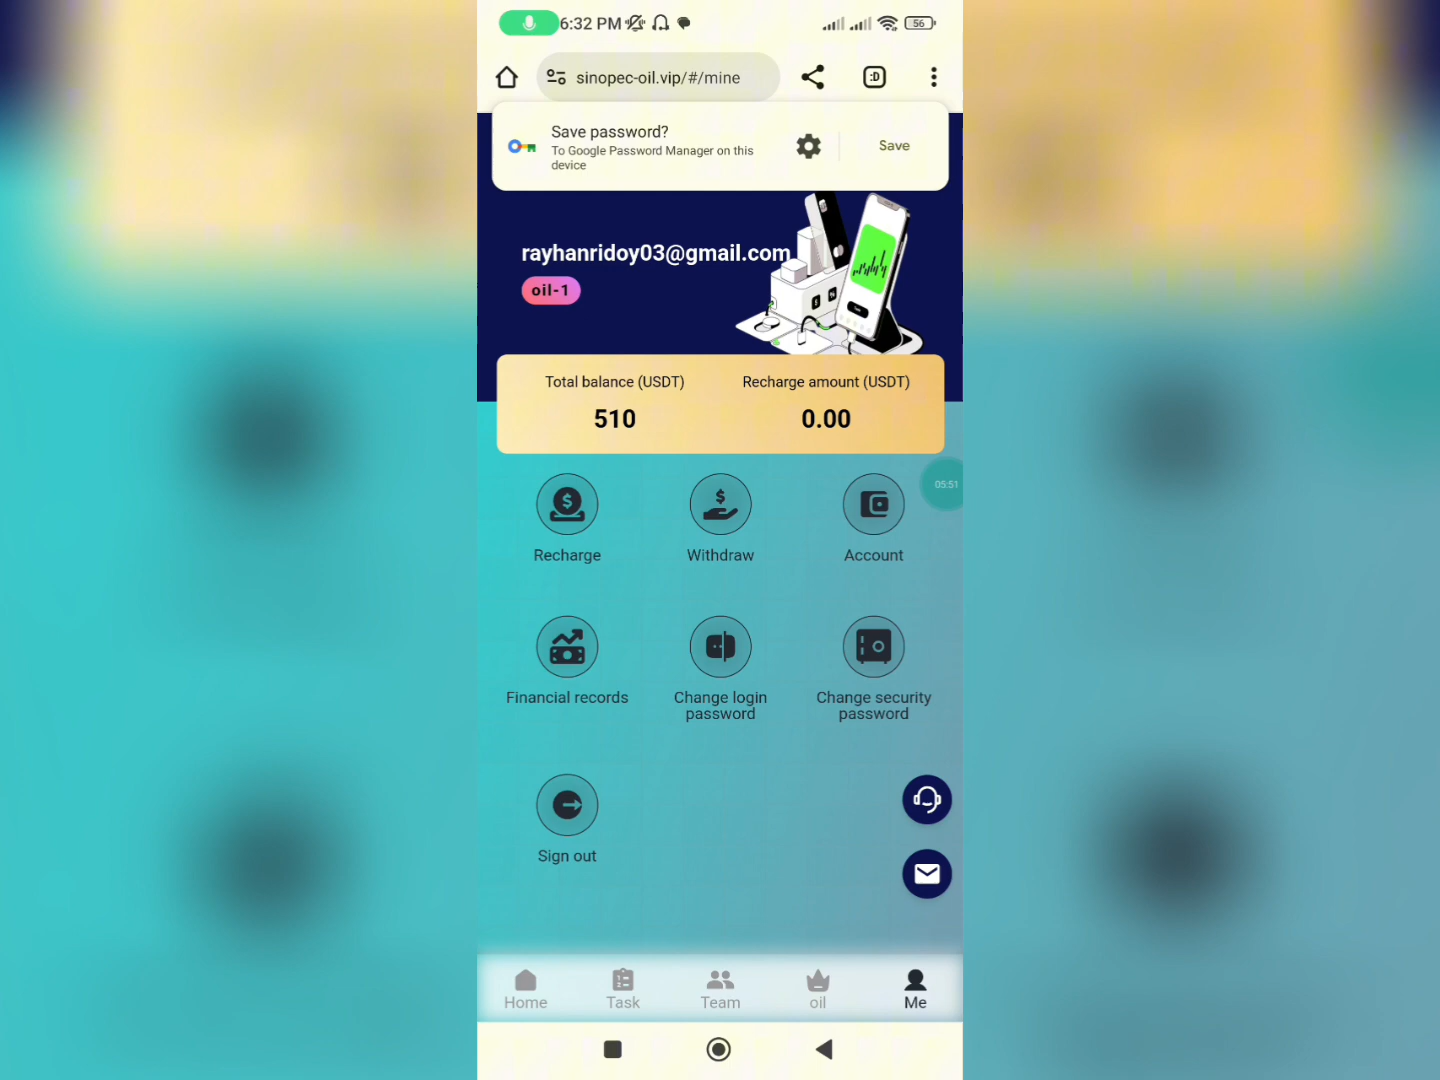 6:32 PM
56
sinopec-oil.vip/#/mine
:D
Save password?
To Google Password Manager on this
device
Save
rayhanridoy03@gmail.com
oil-1
Total balance (USDT)
Recharge amount (USDT)
510
0.00
05:51
Recharge
Withdraw
Account
Financial records
Change login
password
Change security
password
Sign out
Home
Task
Team
oil
Me